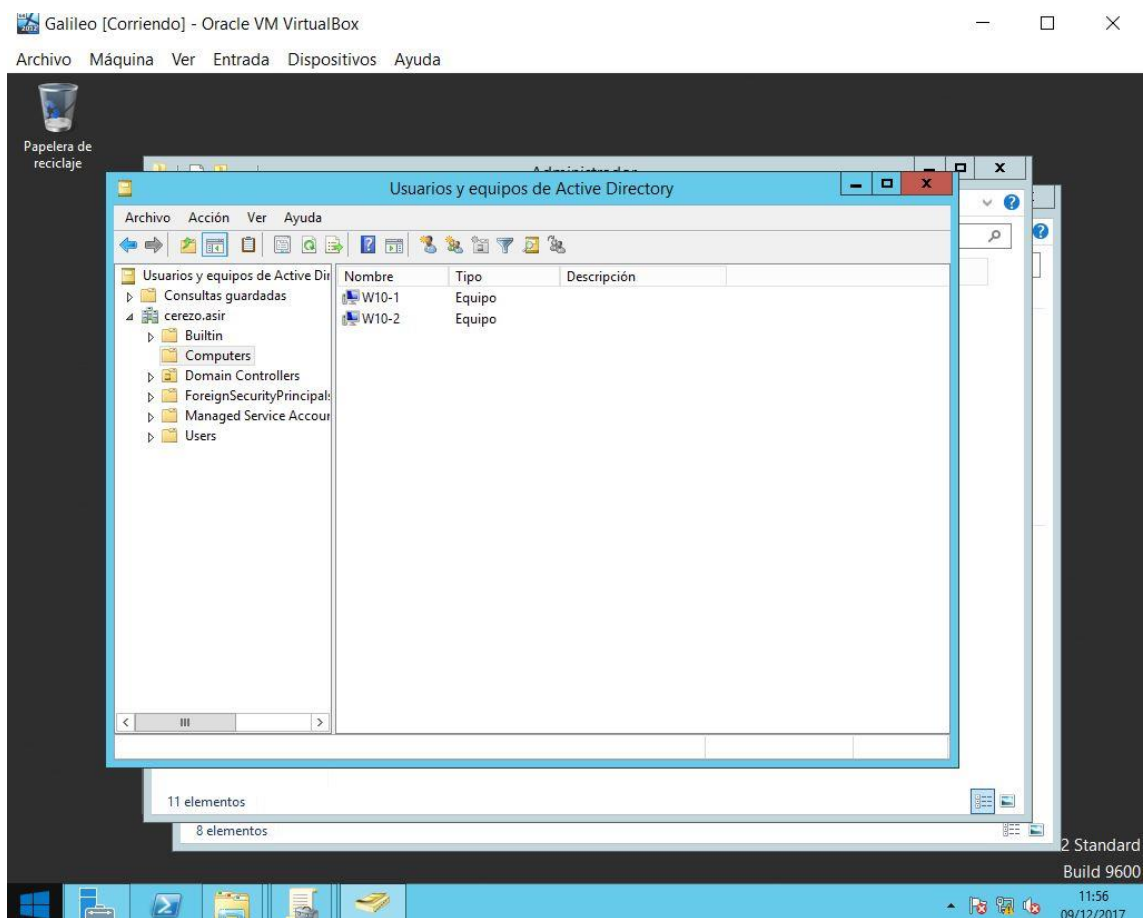 Galileo [Corriendo] - Oracle VM VirtualBox
Archivo Máquina Ver Entrada Dispositivos Ayuda
Papelera de
reciclaje
Administrador
Usuarios y equipos de Active Directory
Archivo Acción Ver Ayuda
Usuarios y equipos de Active Dir
Nombre Tipo Descripción
Consultas guardadas
W10-1 Equipo
cerezo.asir
W10-2 Equipo
Builtin
Computers
Domain Controllers
ForeignSecurityPrincipals
Managed Service Accour
Users
11 elementos
8 elementos
2 Standard
Build 9600
11:56
09/12/2017